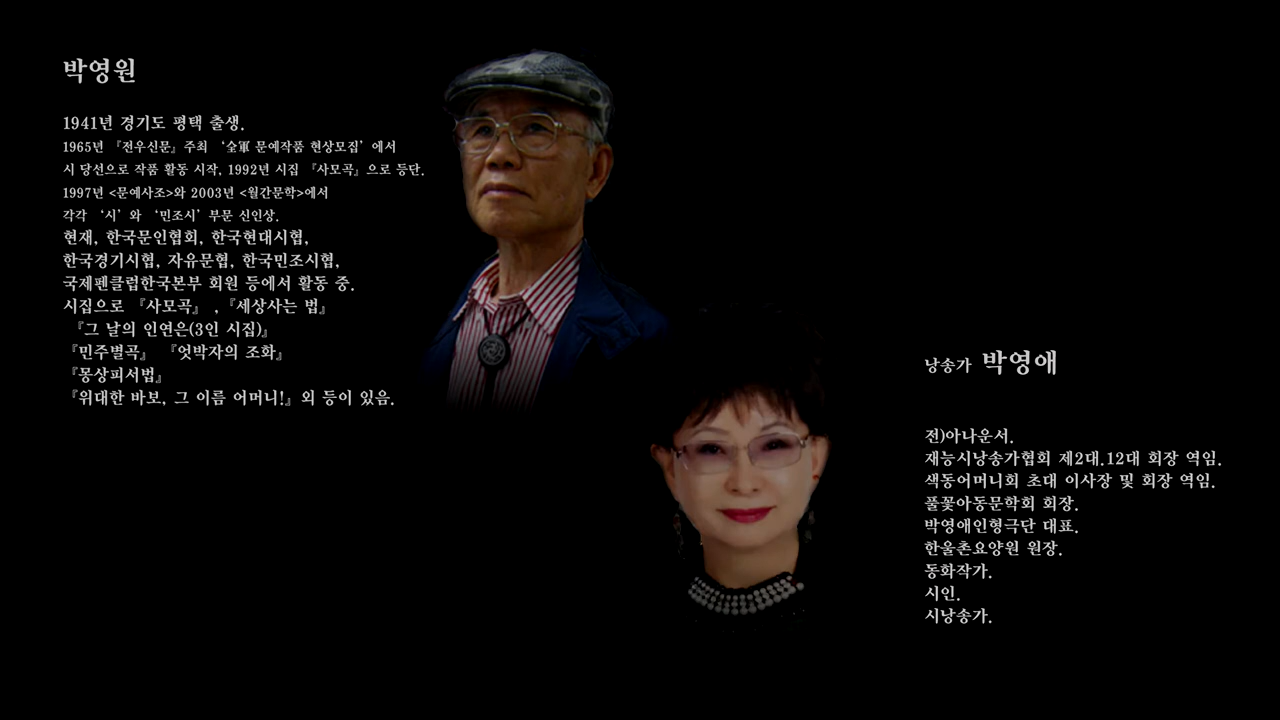 박영원
1941년 경기도 평택 출생.
1965년 『전우신문』주최 ‘全軍 문예작품 현상모집’에서
시 당선으로 작품 활동 시작, 1992년 시집 『사모곡』으로 등단.
1997년 <문예사조>와 2003년 <월간문학>에서
각각 ‘시’와 ‘민조시’부문 신인상.
현재, 한국문인협회, 한국현대시협,
한국경기시협, 자유문협, 한국민조시협,
국제펜클럽한국본부 회원 등에서 활동 중.
시집으로 『사모곡』 ,『세상사는 법』
『그 날의 인연은(3인 시집)』
『민주별곡』 『엇박자의 조화』
『몽상피서법』
『위대한 바보, 그 이름 어머니!』외 등이 있음.
낭송가 박영애
전)아나운서.
재능시낭송가협회 제2대.12대 회장 역임.
색동어머니회 초대 이사장 및 회장 역임.
풀꽃아동문학회 회장.
박영애인형극단 대표.
한울촌요양원 원장.
동화작가.
시인.
시낭송가.